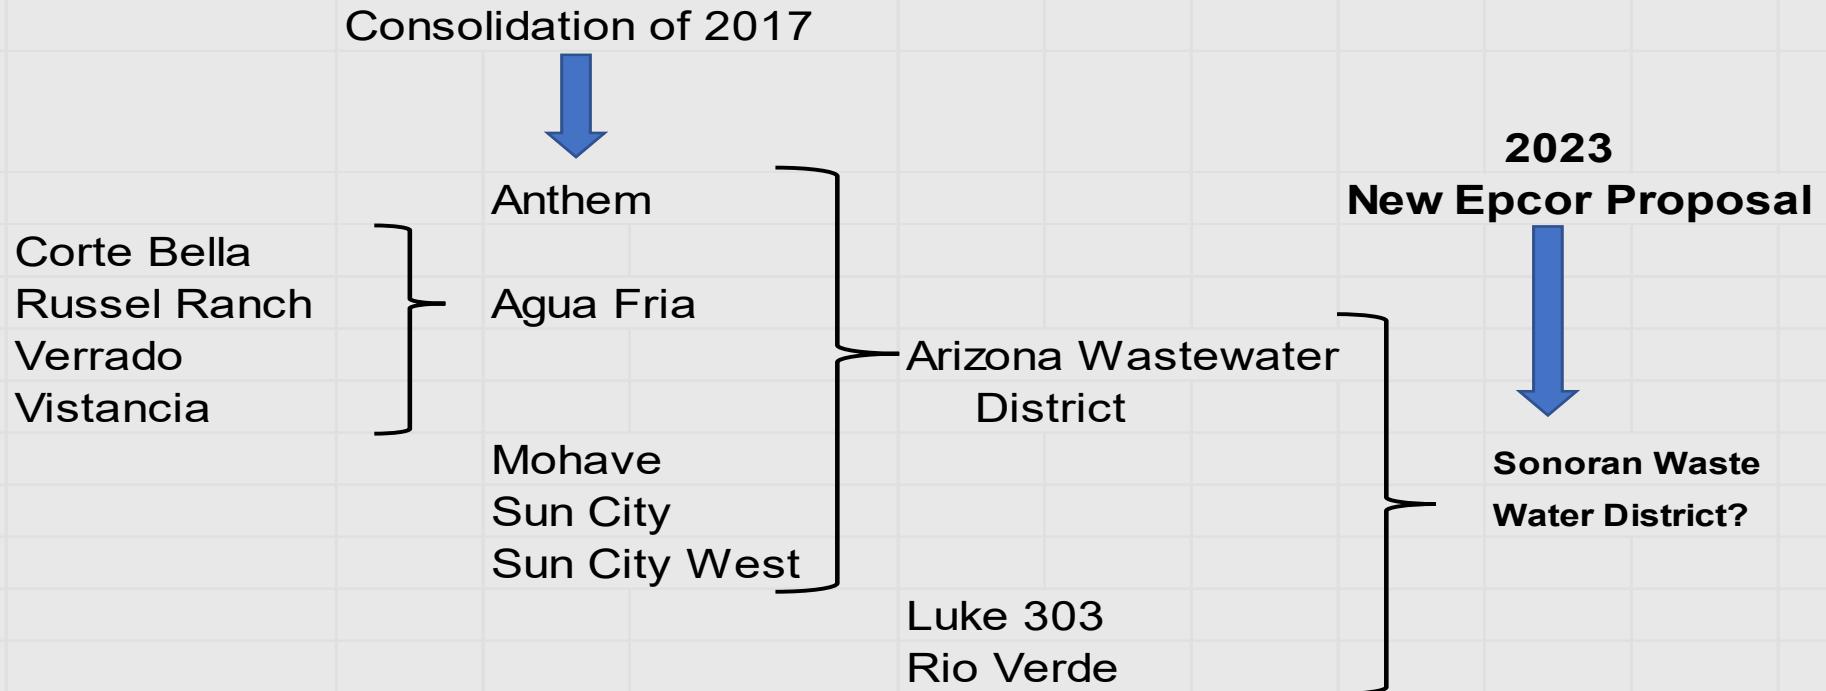 Consolidation of 2017
2023
Anthem
New Epcor Proposal
Corte Bella
Russel Ranch
Agua Fria
Verrado
Arizona Wastewater
Vistancia
District
Mohave
Sonoran Waste
Sun City
Water District?
Sun City West
Luke 303
Rio Verde